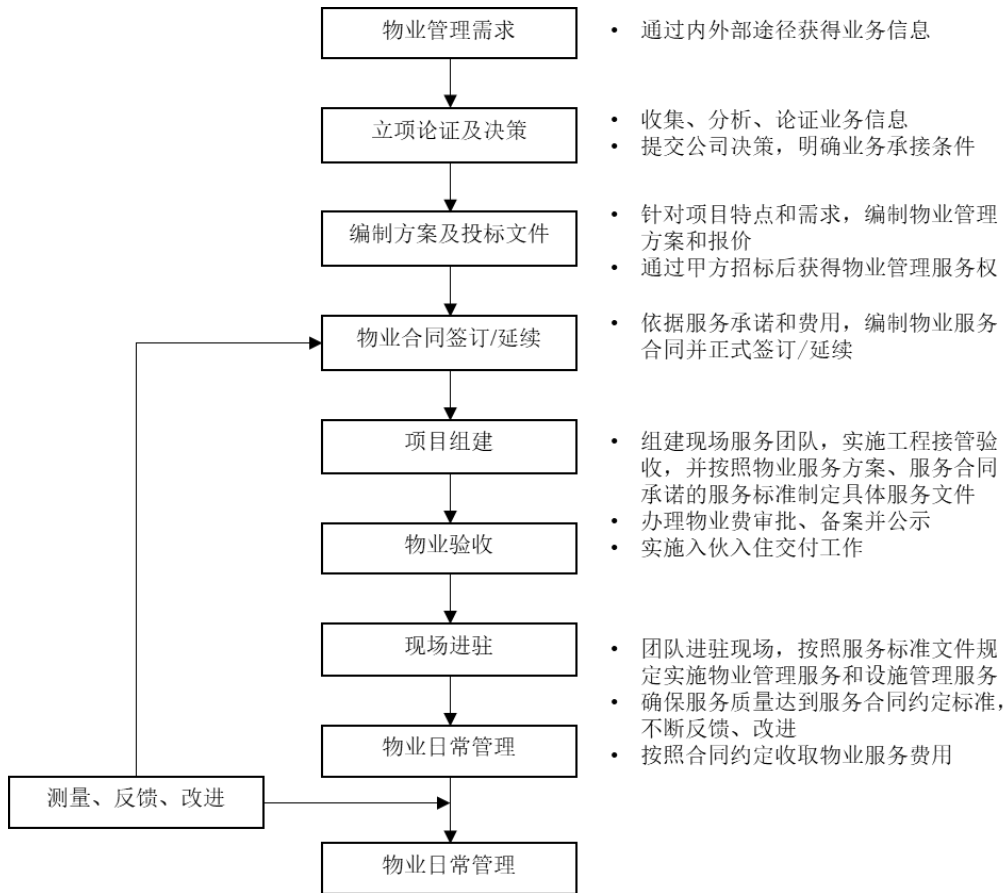 物业管理需求
• 通过内外部途径获得业务信息
立项论证及决策
• 收集、分析、论证业务信息
• 提交公司决策，明确业务承接条件
编制方案及投标文件
• 针对项目特点和需求，编制物业管理
方案和报价
• 通过甲方招标后获得物业管理服务权
物业合同签订/延续
• 依据服务承诺和费用，编制物业服务
合同并正式签订/延续
项目组建
• 组建现场服务团队，实施工程接管验
收，并按照物业服务方案、服务合同
承诺的服务标准制定具体服务文件
• 办理物业费审批、备案并公示
• 实施入伙入住交付工作
物业验收
现场进驻
• 团队进驻现场，按照服务标准文件规
定实施物业管理服务和设施管理服务
• 确保服务质量达到服务合同约定标准，
不断反馈、改进
• 按照合同约定收取物业服务费用
物业日常管理
测量、反馈、改进
物业日常管理